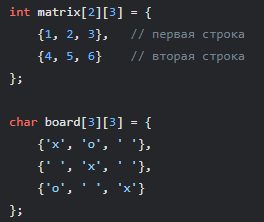 int matrix[2][3] = {
    {1, 2, 3},   // первая строка
    {4, 5, 6}    // вторая строка
};

char board[3][3] = {
    {'x', 'o', ' '},
    {' ', 'x', ' '},
    {'o', ' ', 'x'}
};